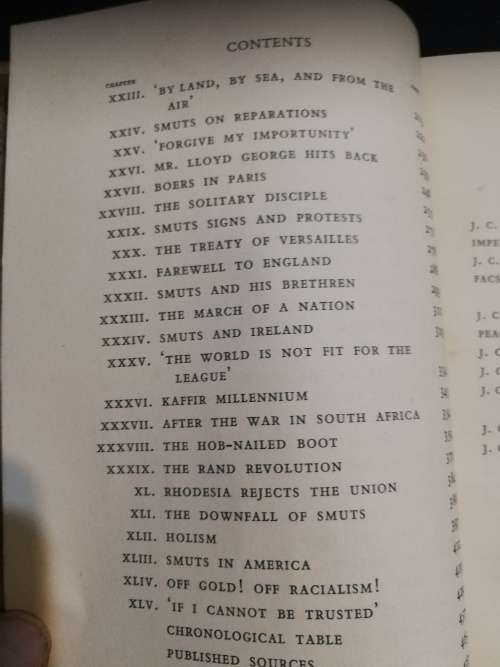 CONTENTS
CHAPTER
XXIII. 'BY LAND, BY SEA, AND FROM THE
AIR'
XXIV. SMUTS ON REPARATIONS
XXV. 'FORGIVE MY IMPORTUNITY'
XXVI. MR. LLOYD GEORGE HITS BACK
XXVII. BOERS IN PARIS
XXVIII. THE SOLITARY DISCIPLE
XXIX. SMUTS SIGNS AND PROTESTS
XXX. THE TREATY OF VERSAILLES
XXXI. FAREWELL TO ENGLAND
XXXII. SMUTS AND HIS BRETHREN
XXXIII. THE MARCH OF A NATION
XXXIV. SMUTS AND IRELAND
XXXV. 'THE WORLD IS NOT FIT FOR THE
LEAGUE'
XXXVI. KAFFIR MILLENNIUM
XXXVII. AFTER THE WAR IN SOUTH AFRICA
XXXVIII. THE HOB-NAILED BOOT
XXXIX. THE RAND REVOLUTION
XL. RHODESIA REJECTS THE UNION
XLI. THE DOWNFALL OF SMUTS
XLII. HOLISM
XLIII. SMUTS IN AMERICA
XLIV. OFF GOLD! OFF RACIALISM!
XLV. 'IF I CANNOT BE TRUSTED'
CHRONOLOGICAL TABLE
PUBLISHED SOURCES
J. C.
IMPE
J. C.
FACS
J. C
PEA
J. C
J. C
J. C
J. C